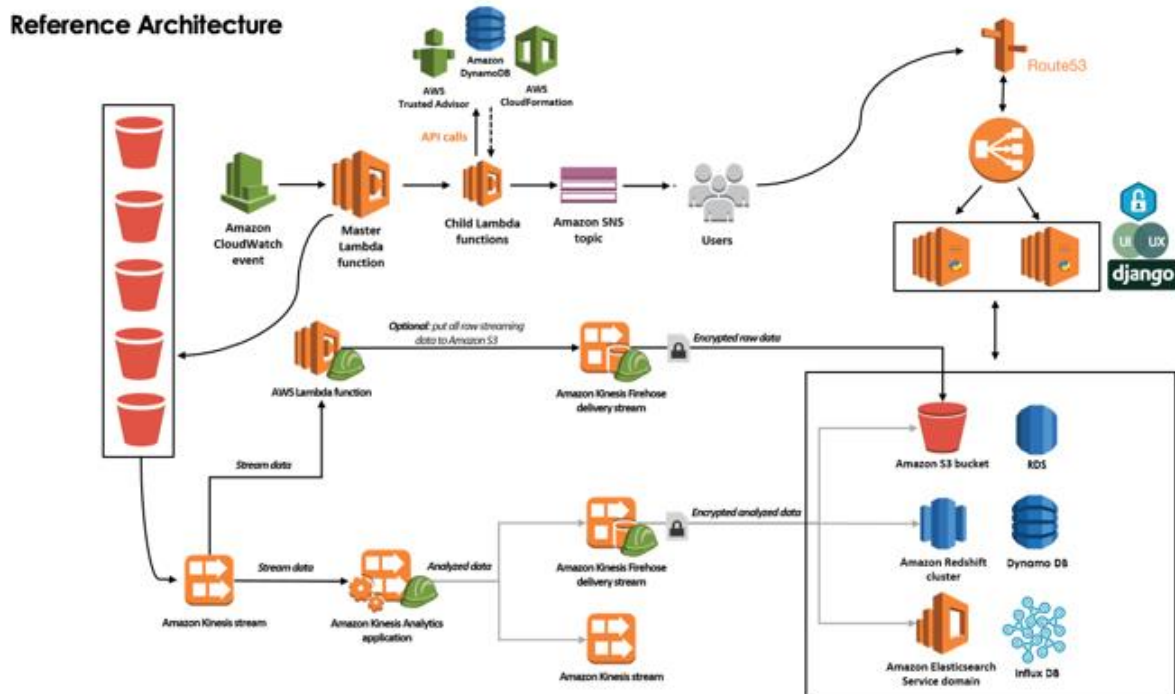 Reference Architecture
Amazon
DynamoDB
AWS
Trusted Advisor
AWS
CloudFormation
API calls
Route53
Amazon
CloudWatch
event
Master
Lambda
function
Child Lambda
functions
Amazon SNS
topic
Users
UI
UX
django
Optional: put all raw streaming
data to Amazon S3
AWS Lambda function
Amazon Kinesis Firehose
delivery stream
Encrypted raw data
Stream data
Amazon S3 bucket
RDS
Amazon Kinesis stream
Stream data
Amazon Kinesis Analytics
application
Analyzed data
Amazon Kinesis Firehose
delivery stream
Encrypted analyzed data
Amazon Kinesis stream
Amazon Redshift
cluster
Dynamo DB
Amazon Elasticsearch
Service domain
Influx DB